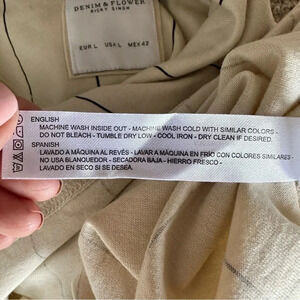 DENIM & FLOWER
RICKY SINGH
EUR L USA L MEX 42
ENGLISH
MACHINE WASH INSIDE OUT - MACHINE WASH COLD WITH SIMILAR COLORS -
DO NOT BLEACH - TUMBLE DRY LOW - COOL IRON - DRY CLEAN IF DESIRED.
SPANISH
LAVADO A MÁQUINA AL REVÉS - LAVAR A MÁQUINA EN FRÍO CON COLORES SIMILARES -
NO USA BLANQUEDOR - SECADORA BAJA - HIERRO FRESCO -
LAVADO EN SECO SI SE DESEA.